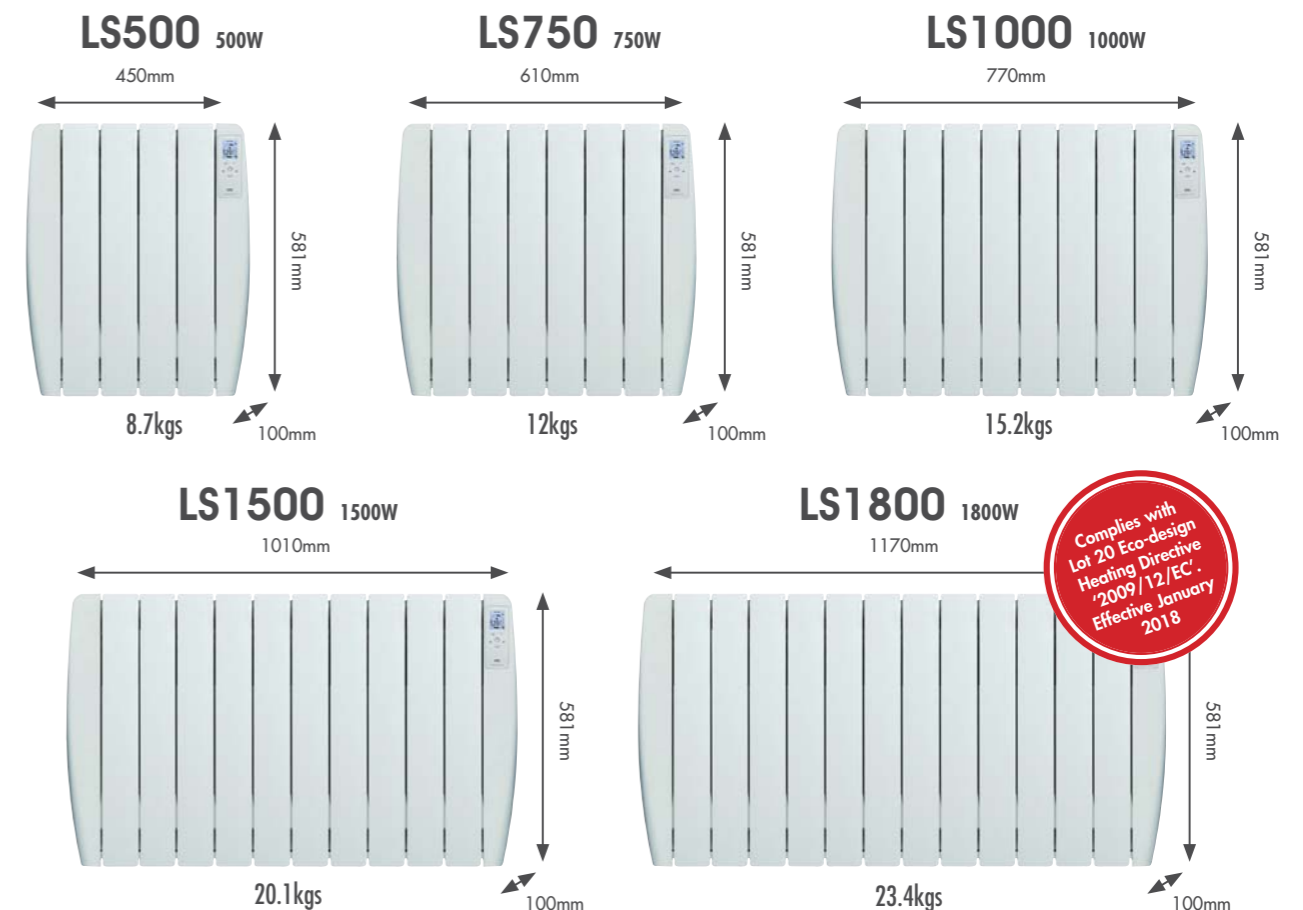 LS500 500W
450mm
581mm
8.7kgs
100mm
LS750 750W
610mm
581mm
12kgs
100mm
LS1000 1000W
770mm
581mm
15.2kgs
100mm
LS1500 1500W
1010mm
581mm
20.1kgs
100mm
LS1800 1800W
1170mm
Complies with
Lot 20 Eco-design
Heating Directive
‘2009/12/EC’.
Effective January
2018
581mm
23.4kgs
100mm